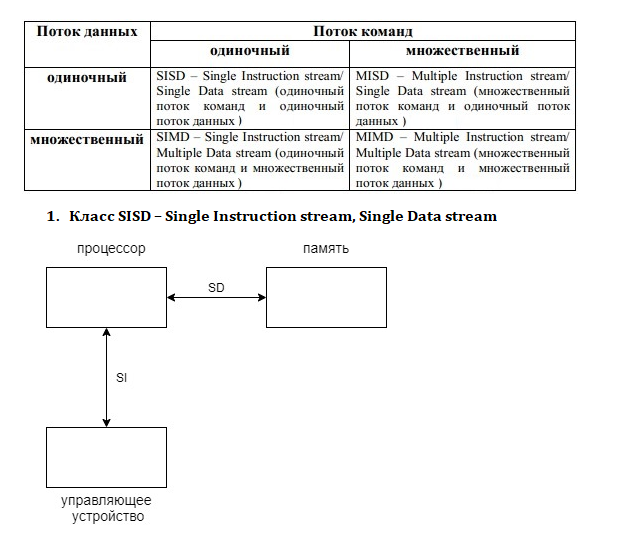 Поток данных
Поток команд
одиночный
множественный
одиночный
SISD – Single Instruction stream/
Single Data stream (одиночный
поток команд и одиночный
поток данных )
MISD – Multiple Instruction stream/
Single Data stream (множественный
поток команд и одиночный поток
данных )
множественный
SIMD – Single Instruction stream/
Multiple Data stream (одиночный
поток команд и множественный
поток данных )
MIMD – Multiple Instruction stream/
Multiple Data stream (множественный
поток команд и множественный
поток данных )
1. Класс SISD – Single Instruction stream, Single Data stream
процессор
память
SD
SI
управляющее
устройство